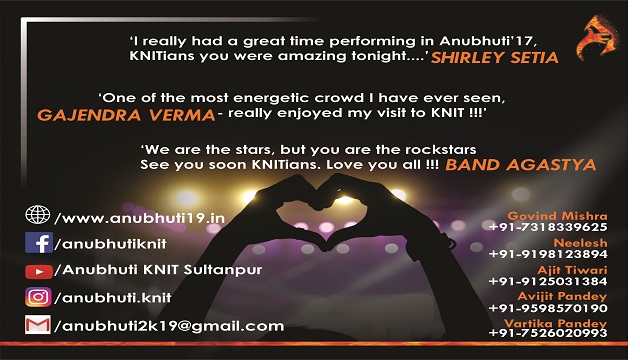 ‘I really had a great time performing in Anubhuti’17,
KNITians you were amazing tonight....’ SHIRLEY SETIA
‘One of the most energetic crowd I have ever seen,
GAJENDRA VERMA - really enjoyed my visit to KNIT !!!’
‘We are the stars, but you are the rockstars
See you soon KNITians. Love you all !!! BAND AGASTYA
/www.anubhuti19.in
/anubhutiknit
/Anubhuti KNIT Sultanpur
/anubhuti.knit
/anubhuti2k19@gmail.com
Govind Mishra
+91-7318339625
Neelesh
+91-9198123894
Ajit Tiwari
+91-9125031384
Avijit Pandey
+91-9598570190
Vartika Pandey
+91-7526020993